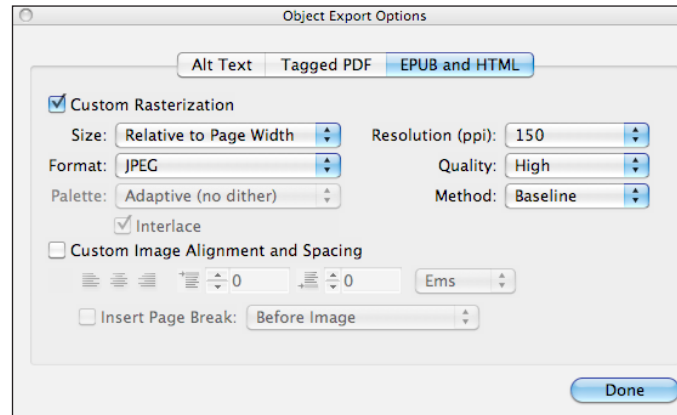 Object Export Options
Alt Text Tagged PDF EPUB and HTML
Custom Rasterization
Size: Relative to Page Width Resolution (ppi): 150
Format: JPEG Quality: High
Palette: Adaptive (no dither) Method: Baseline
Interlace
Custom Image Alignment and Spacing
0 0 Ems
Insert Page Break: Before Image
Done